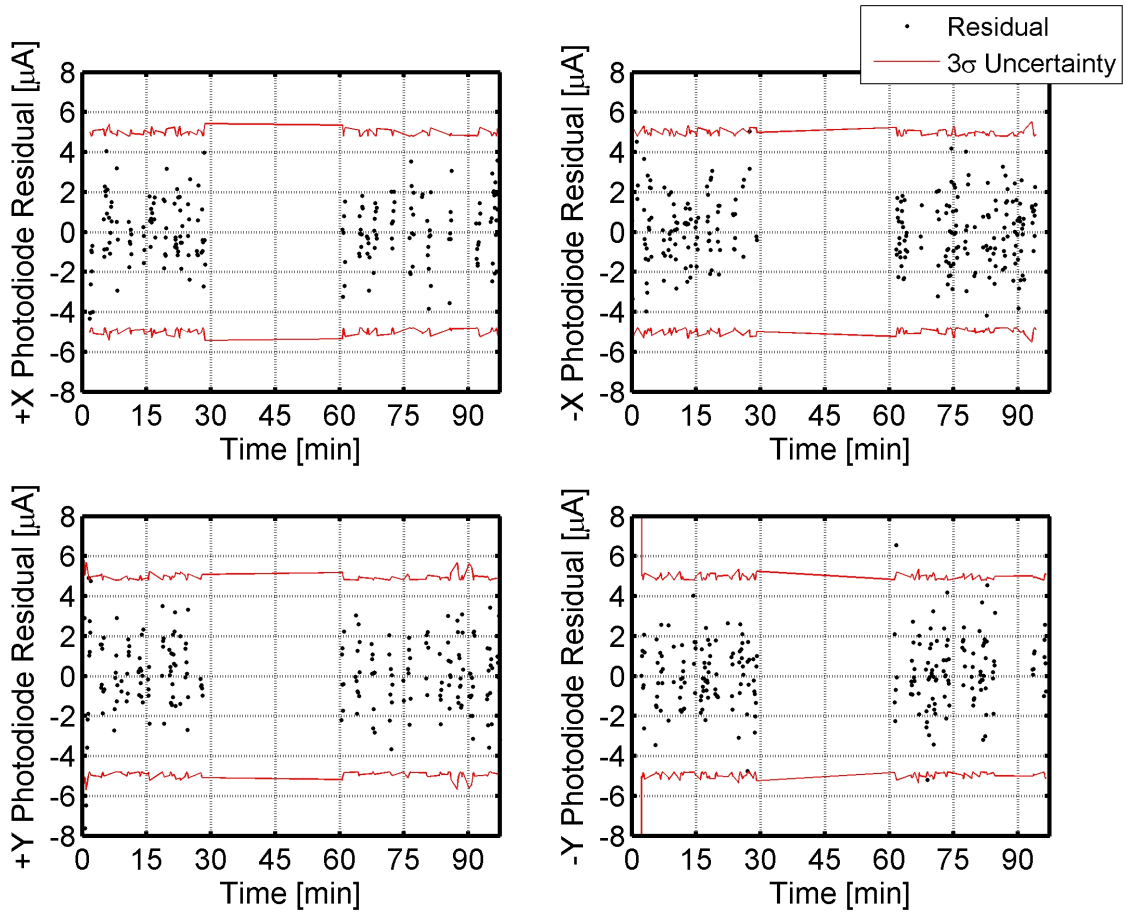 Residual
3σ Uncertainty
+X Photodiode Residual [μA]
8
6
4
2
0
-2
-4
-6
-8
0 15 30 45 60 75 90
Time [min]
-X Photodiode Residual [μA]
8
6
4
2
0
-2
-4
-6
-8
0 15 30 45 60 75 90
Time [min]
+Y Photodiode Residual [μA]
8
6
4
2
0
-2
-4
-6
-8
0 15 30 45 60 75 90
Time [min]
-Y Photodiode Residual [μA]
8
6
4
2
0
-2
-4
-6
-8
0 15 30 45 60 75 90
Time [min]